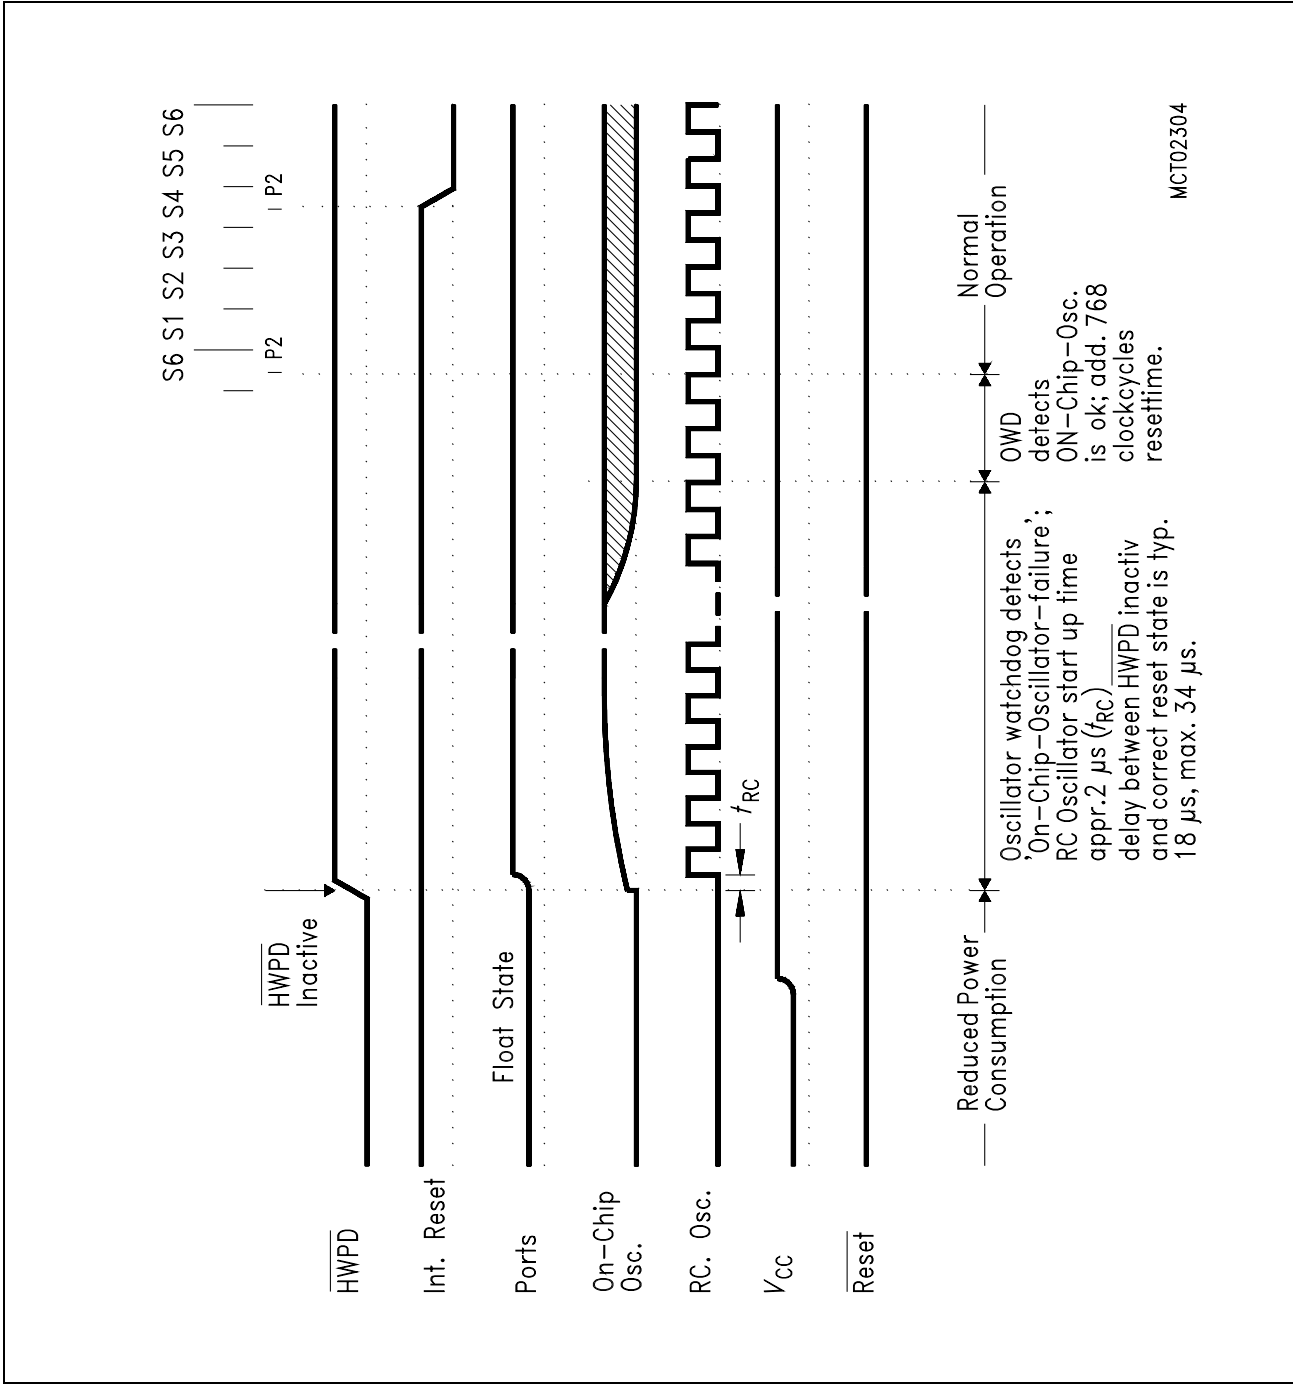 S6 S1 S2 S3 S4 S5 S6
P2
P2
HWPD
Inactive
HWPD
Int. Reset
Float State
Ports
On-Chip
Osc.
RC. Osc.
tRC
VCC
Reset
Reduced Power
Consumption
Oscillator watchdog detects
'On-Chip-Oscillator-failure';
RC Oscillator start up time
appr.2 µs (tRC)
delay between HWPD inactiv
and correct reset state is typ.
18 µs, max. 34 µs.
OWD
detects
ON-Chip-Osc.
is ok; add. 768
clockcycles
resettime.
Normal
Operation
MCT02304